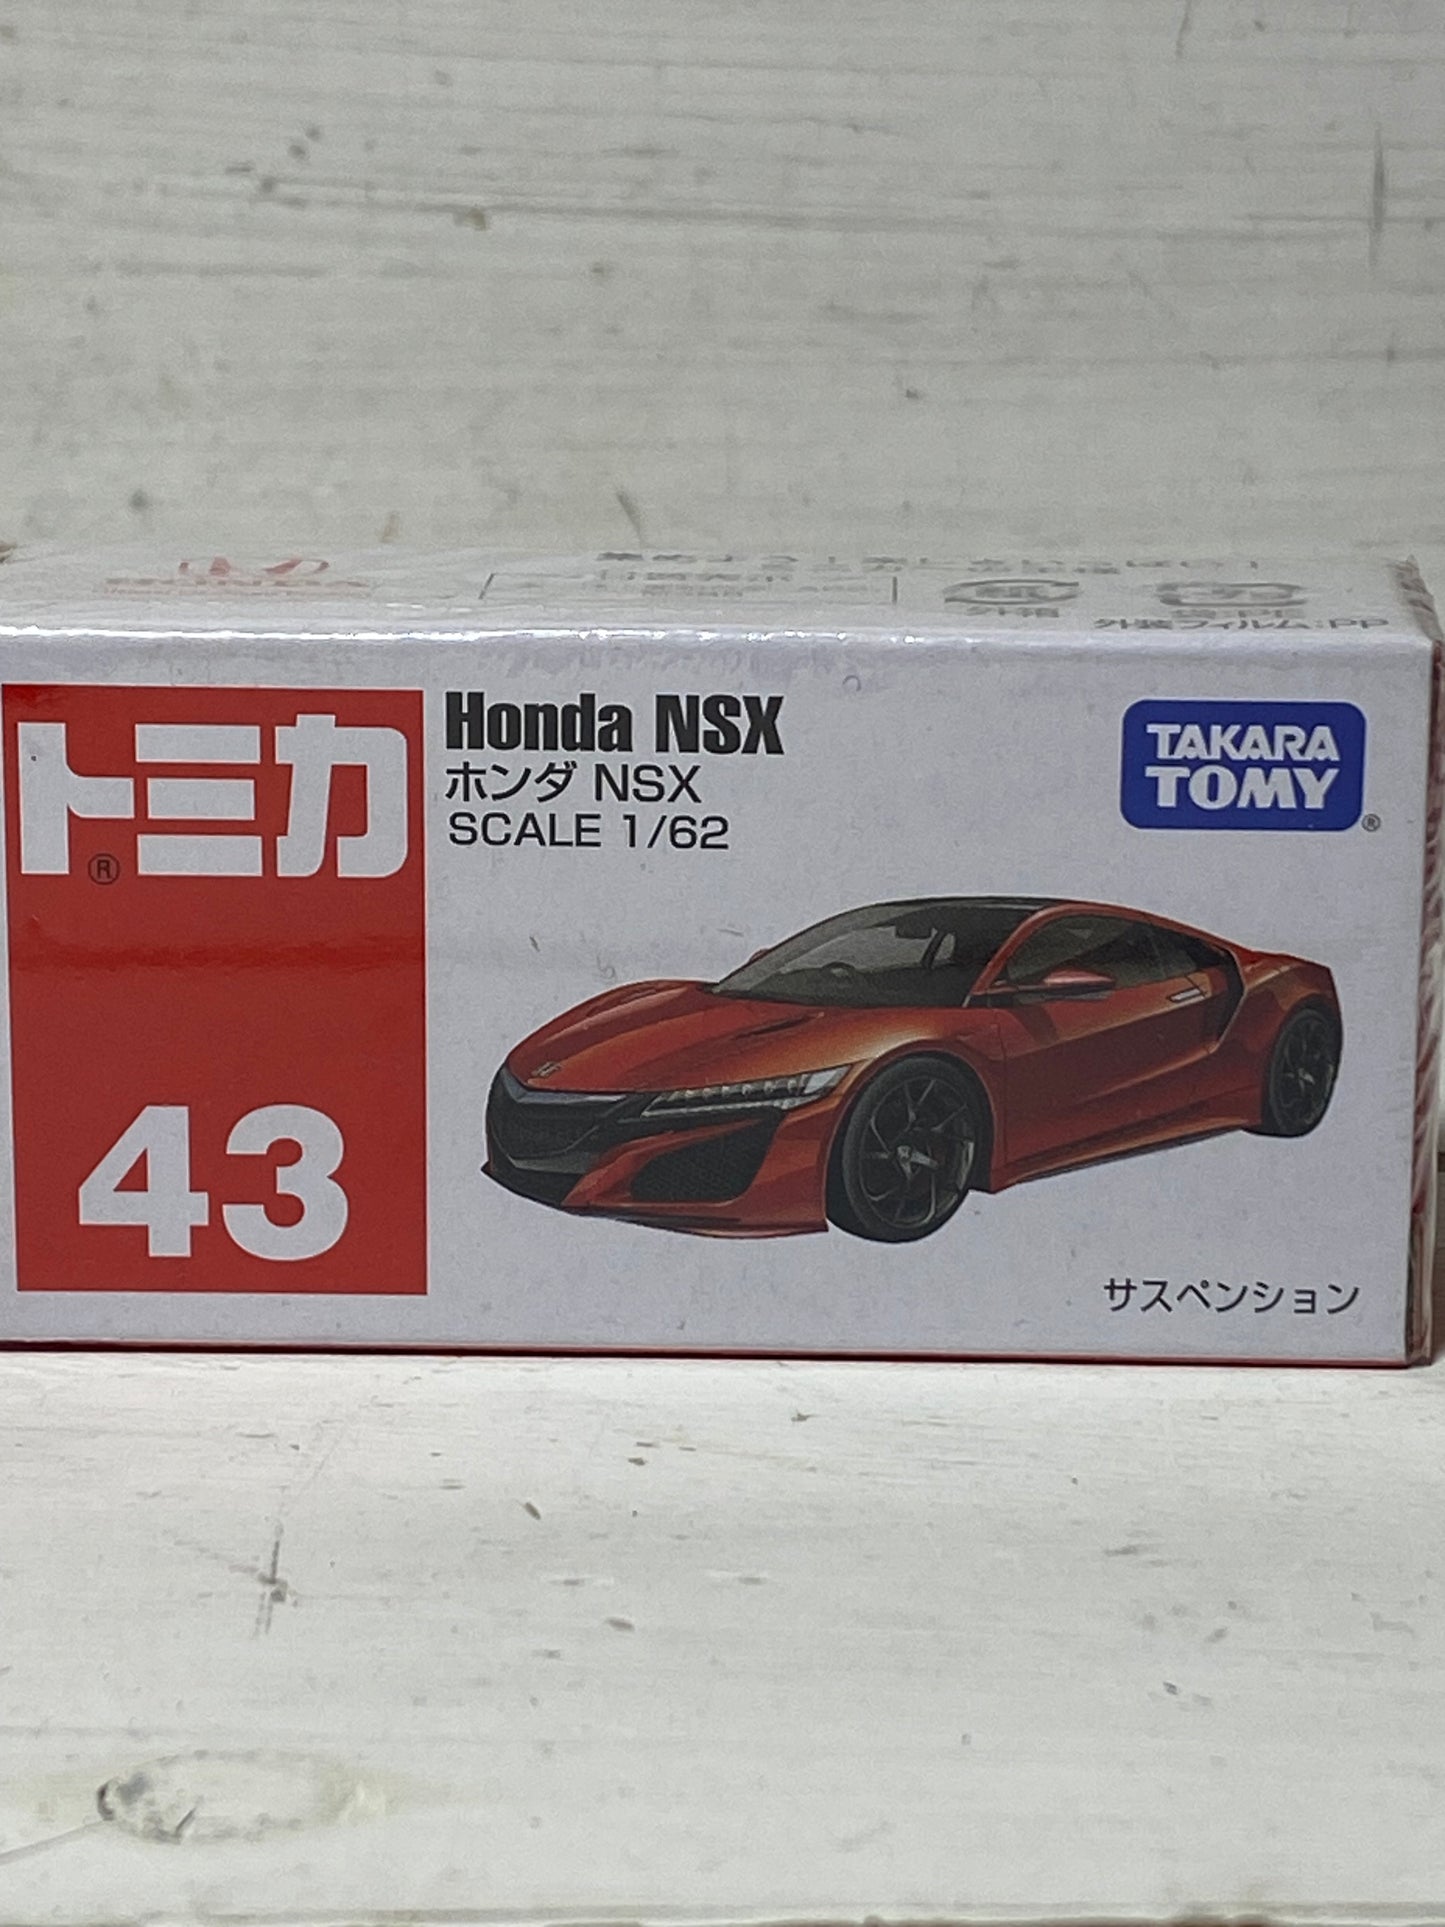 外装フィルム:PP
トミカ®
Honda NSX
ホンダ NSX
SCALE 1/62
TAKARA
TOMY®
43
サスペンション